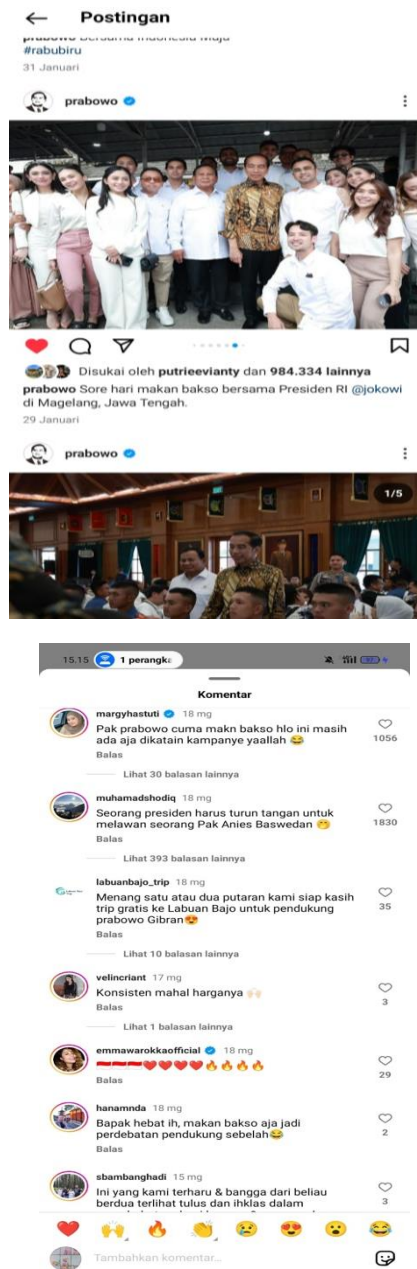 ← Postingan
prabowo Bersama Indonesia Maju
#rabubiru
31 Januari
prabowo
Disukai oleh putrieevianty dan 984.334 lainnya
prabowo Sore hari makan bakso bersama Presiden RI @jokowi
di Magelang, Jawa Tengah.
29 Januari
prabowo
1/5
15.15 1 perangka
Komentar
margyhastuti 18 mg
Pak prabowo cuma makn bakso hlo ini masih
ada aja dikatain kampanye yaallah 😂
1056
Balas
Lihat 30 balasan lainnya
muhamadshodiq 18 mg
Seorang presiden harus turun tangan untuk
melawan seorang Pak Anies Baswedan 🤭
1830
Balas
Lihat 393 balasan lainnya
labuanbajo_trip 18 mg
Menang satu atau dua putaran kami siap kasih
trip gratis ke Labuan Bajo untuk pendukung
prabowo Gibran😍
35
Balas
Lihat 10 balasan lainnya
velincriant 17 mg
Konsisten mahal harganya 🙌🏻
3
Balas
Lihat 1 balasan lainnya
emmawarokkaofficial 18 mg
🇮🇩🇮🇩🇮🇩❤️❤️❤️❤️🔥🔥🔥🔥
29
Balas
hanamnda 18 mg
Bapak hebat ih, makan bakso aja jadi
perdebatan pendukung sebelah😂
2
Balas
sbambanghadi 15 mg
Ini yang kami terharu & bangga dari beliau
berdua terlihat tulus dan ihklas dalam
3
Tambahkan komentar...